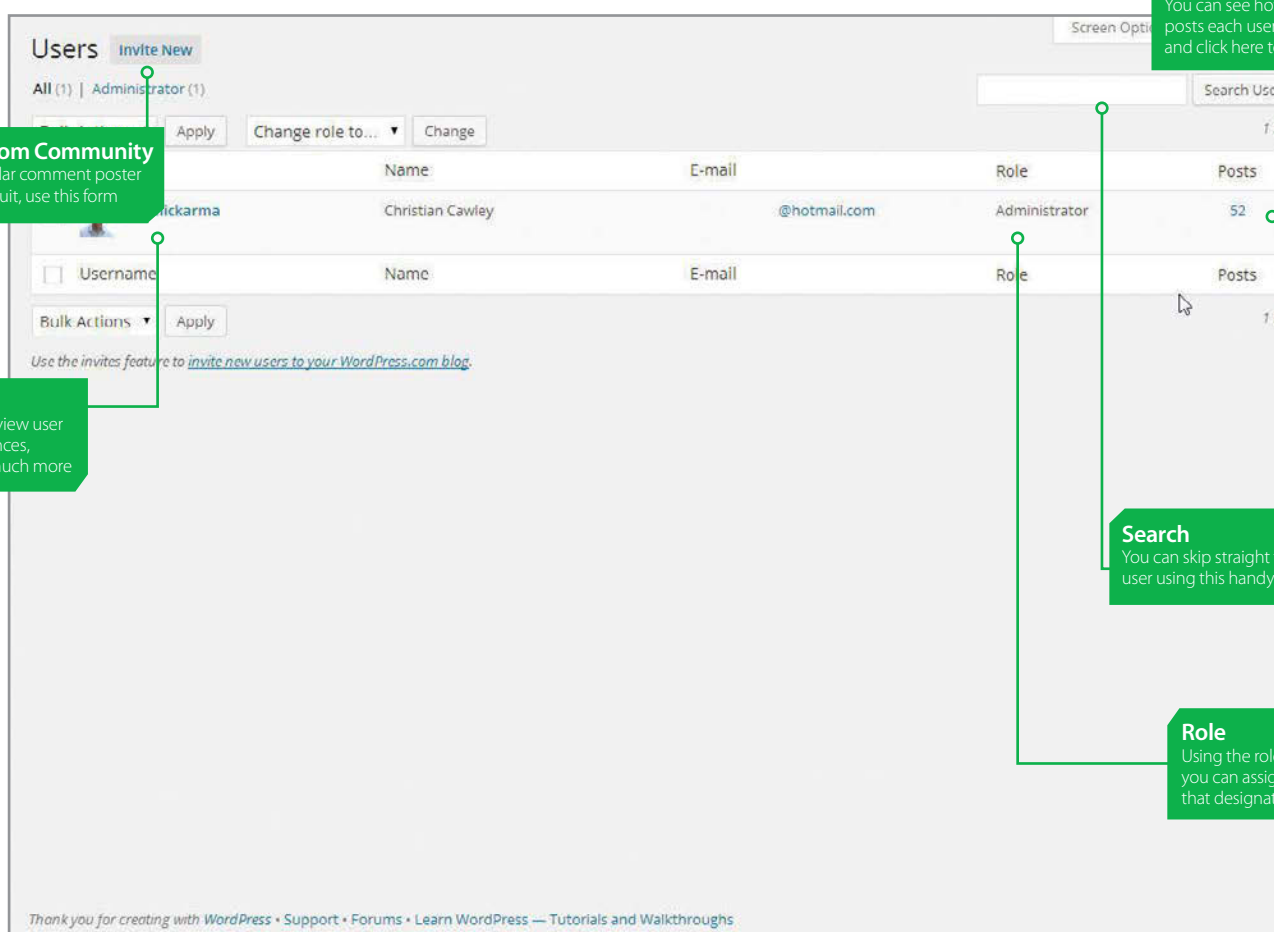 You can see ho
posts each user
and click here t
Screen Opti
Users Invite New
All (1) | Administrator (1)
Search Use
Apply Change role to... Change 1
om Community
lar comment poster
uit, use this form
Name E-mail Role Posts
ickarma Christian Cawley @hotmail.com Administrator 52
Username Name E-mail Role Posts
Bulk Actions Apply 1
Use the invites feature to invite new users to your WordPress.com blog.
view user
nces,
much more
Search
You can skip straight
user using this handy
Role
Using the rol
you can assig
that designat
Thank you for creating with WordPress • Support • Forums • Learn WordPress — Tutorials and Walkthroughs